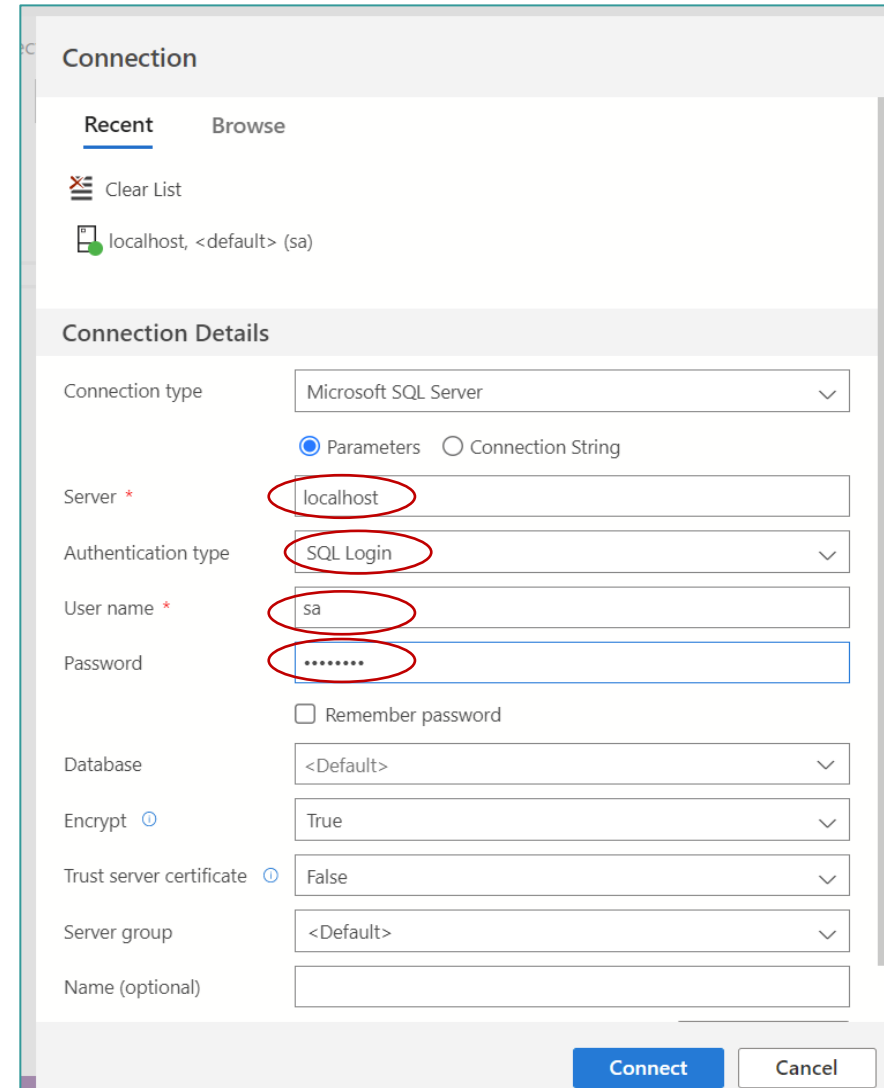 ec
Connection
Recent Browse
Clear List
localhost, <default> (sa)
Connection Details
Connection type Microsoft SQL Server
Parameters Connection String
Server * localhost
Authentication type SQL Login
User name * sa
Password ••••••••
Remember password
Database <Default>
Encrypt True
Trust server certificate False
Server group <Default>
Name (optional)
Connect Cancel